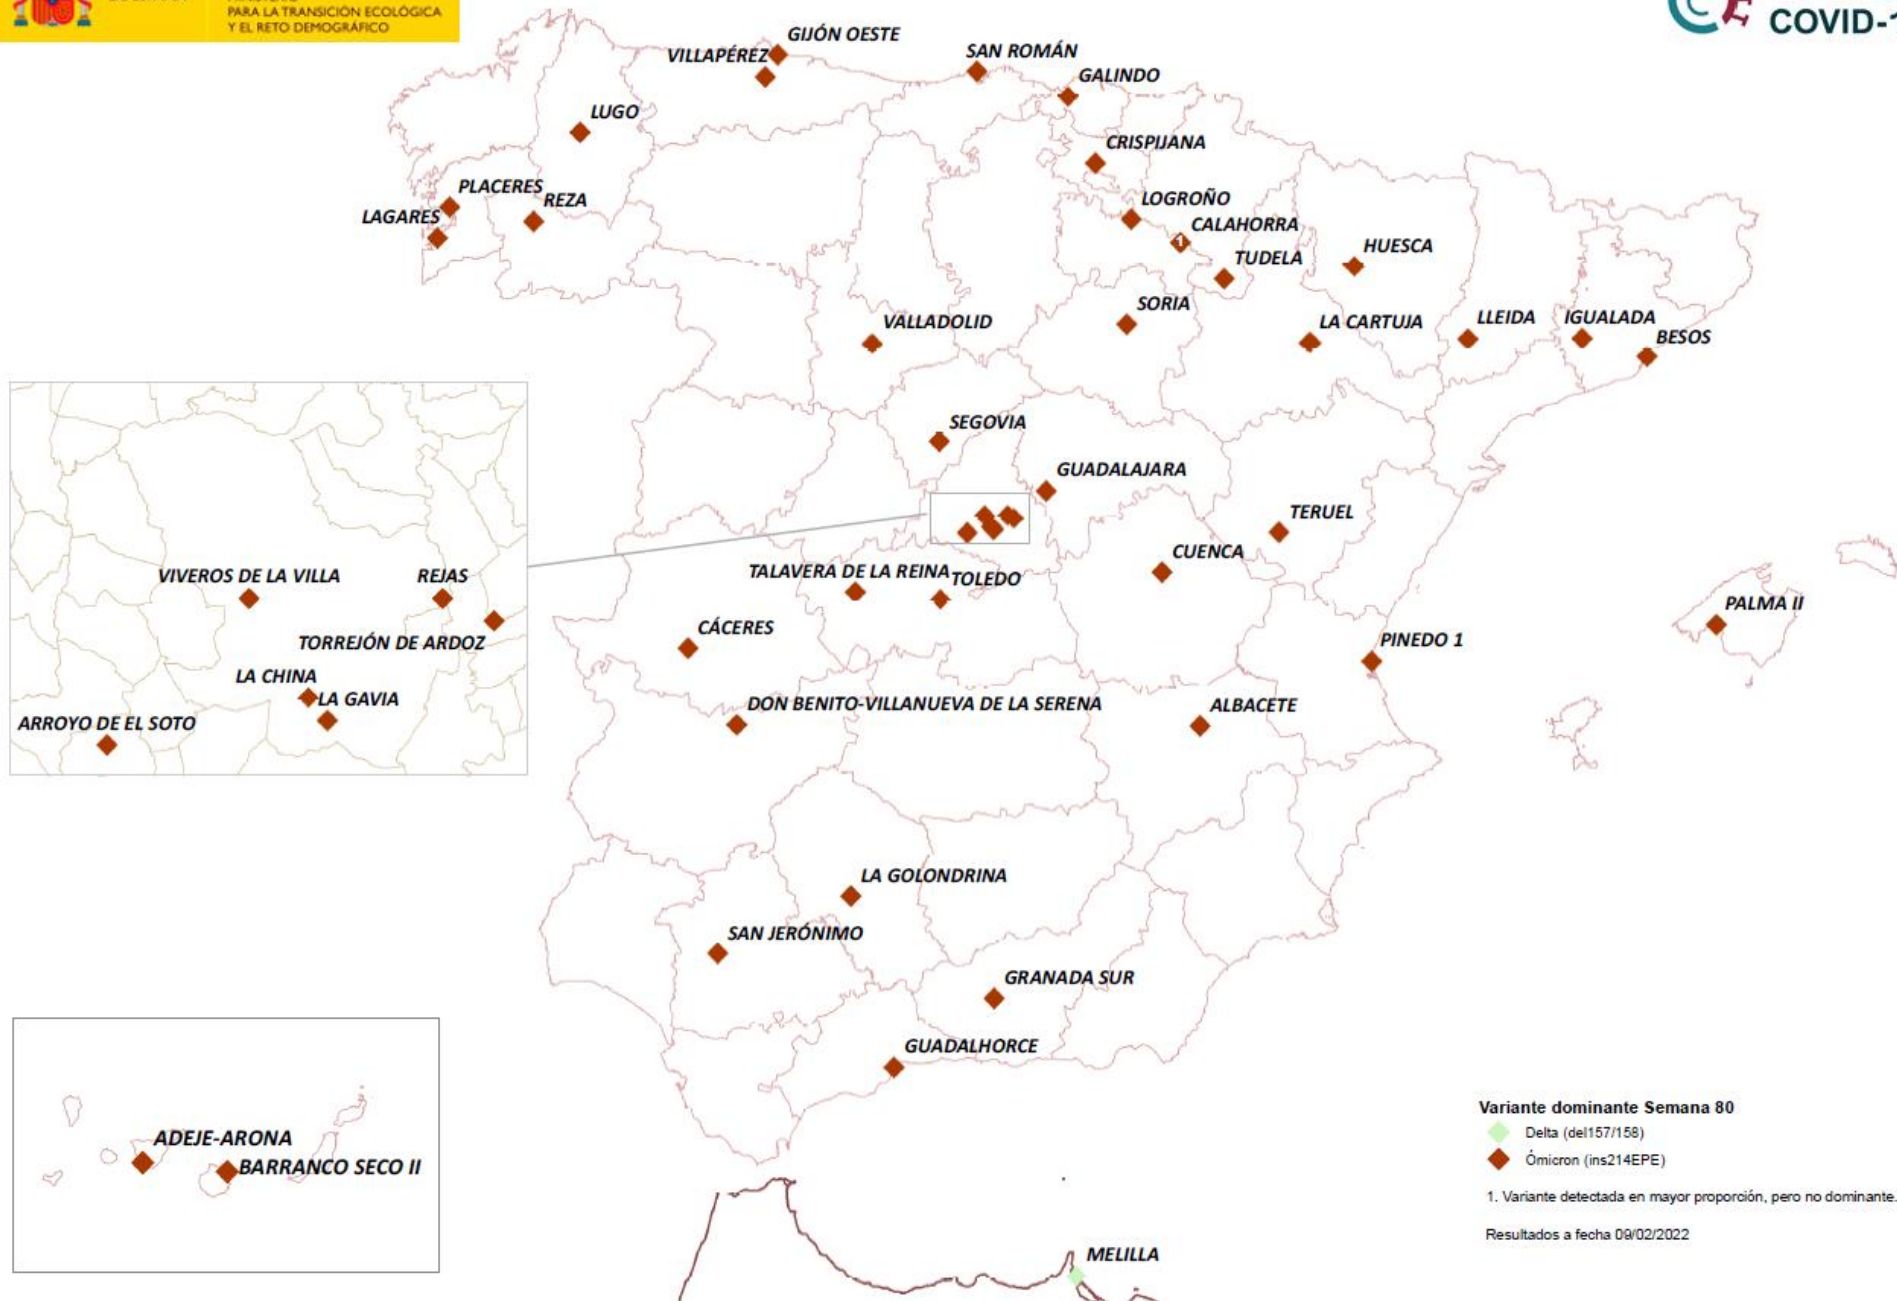 PARA LA TRANSICIÓN ECOLÓGICA
Y EL RETO DEMOGRÁFICO
COVID-1
GIJÓN OESTE
VILLAPÉREZ
SAN ROMÁN
GALINDO
LUGO
CRISPIJANA
PLACERES
REZA
LOGROÑO
LAGARES
CALAHORRA
1
TUDELA
HUESCA
SORIA
VALLADOLID
LA CARTUJA
LLEIDA
IGUALADA
BESOS
SEGOVIA
GUADALAJARA
TERUEL
CUENCA
TALAVERA DE LA REINA
TOLEDO
VIVEROS DE LA VILLA
REJAS
TORREJÓN DE ARDOZ
LA CHINA
LA GAVIA
ARROYO DE EL SOTO
CÁCERES
PALMA II
PINEDO 1
DON BENITO-VILLANUEVA DE LA SERENA
ALBACETE
LA GOLONDRINA
SAN JERÓNIMO
GRANADA SUR
GUADALHORCE
ADEJE-ARONA
BARRANCO SECO II
Variante dominante Semana 80
Delta (del157/158)
Ómicron (ins214EPE)
1. Variante detectada en mayor proporción, pero no dominante.
Resultados a fecha 09/02/2022
MELILLA